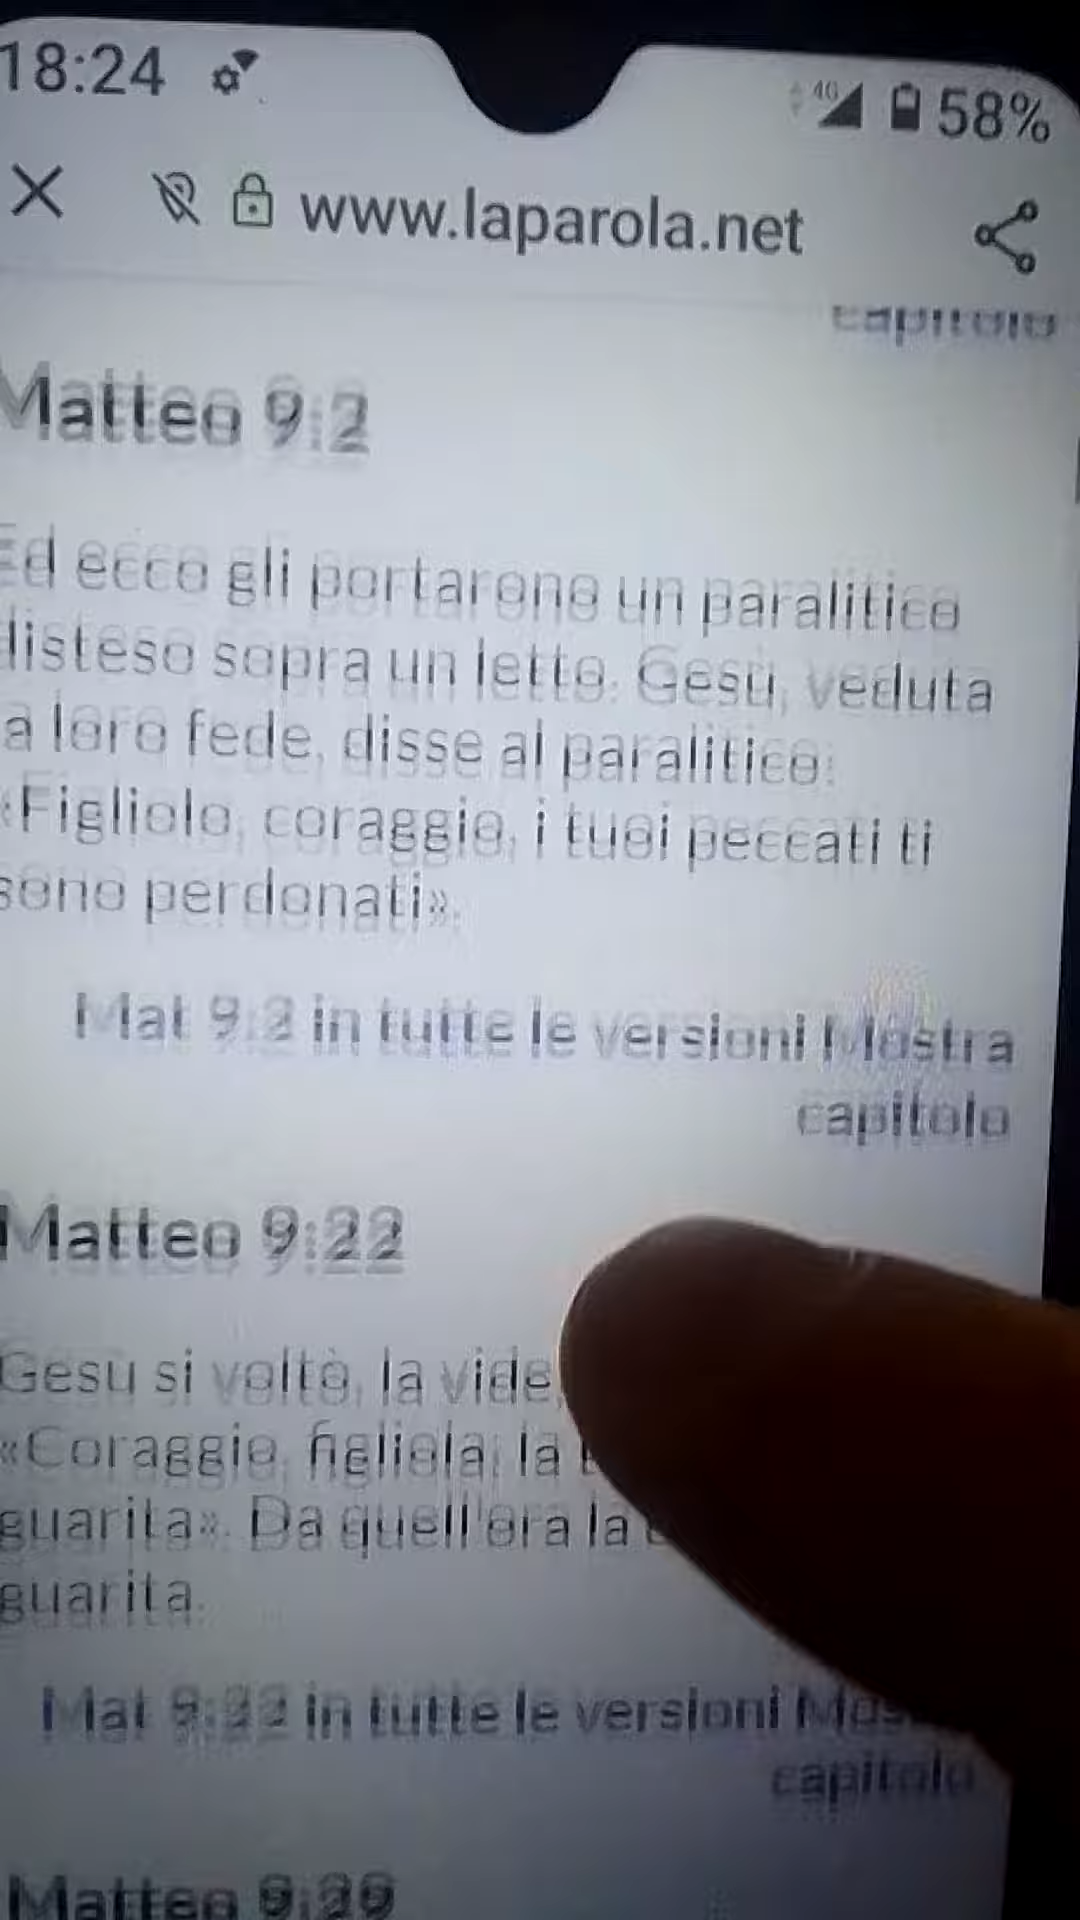 18:24
4G 58%
www.laparola.net
capitolo
Matteo 9:2
Ed ecco gli portarono un paralitico
disteso sopra un letto. Gesù, veduta
a loro fede, disse al paralitico:
«Figliolo, coraggio, i tuoi peccati ti
sono perdonati».
Mat 9:2 in tutte le versioni Mostra
capitolo
Matteo 9:22
Gesù si voltò, la vide,
«Coraggio, figliola; la
guarita». Da quell'ora la
guarita.
Mat 9:22 in tutte le versioni
capitolo
Matteo 9:29